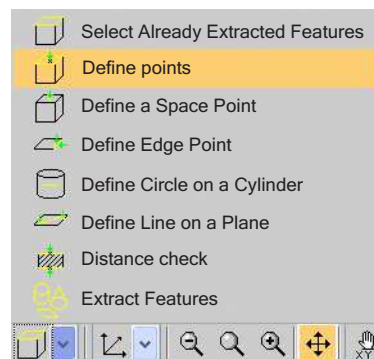 Select Already Extracted Features
Define points
Define a Space Point
Define Edge Point
Define Circle on a Cylinder
Define Line on a Plane
Distance check
Extract Features
XY